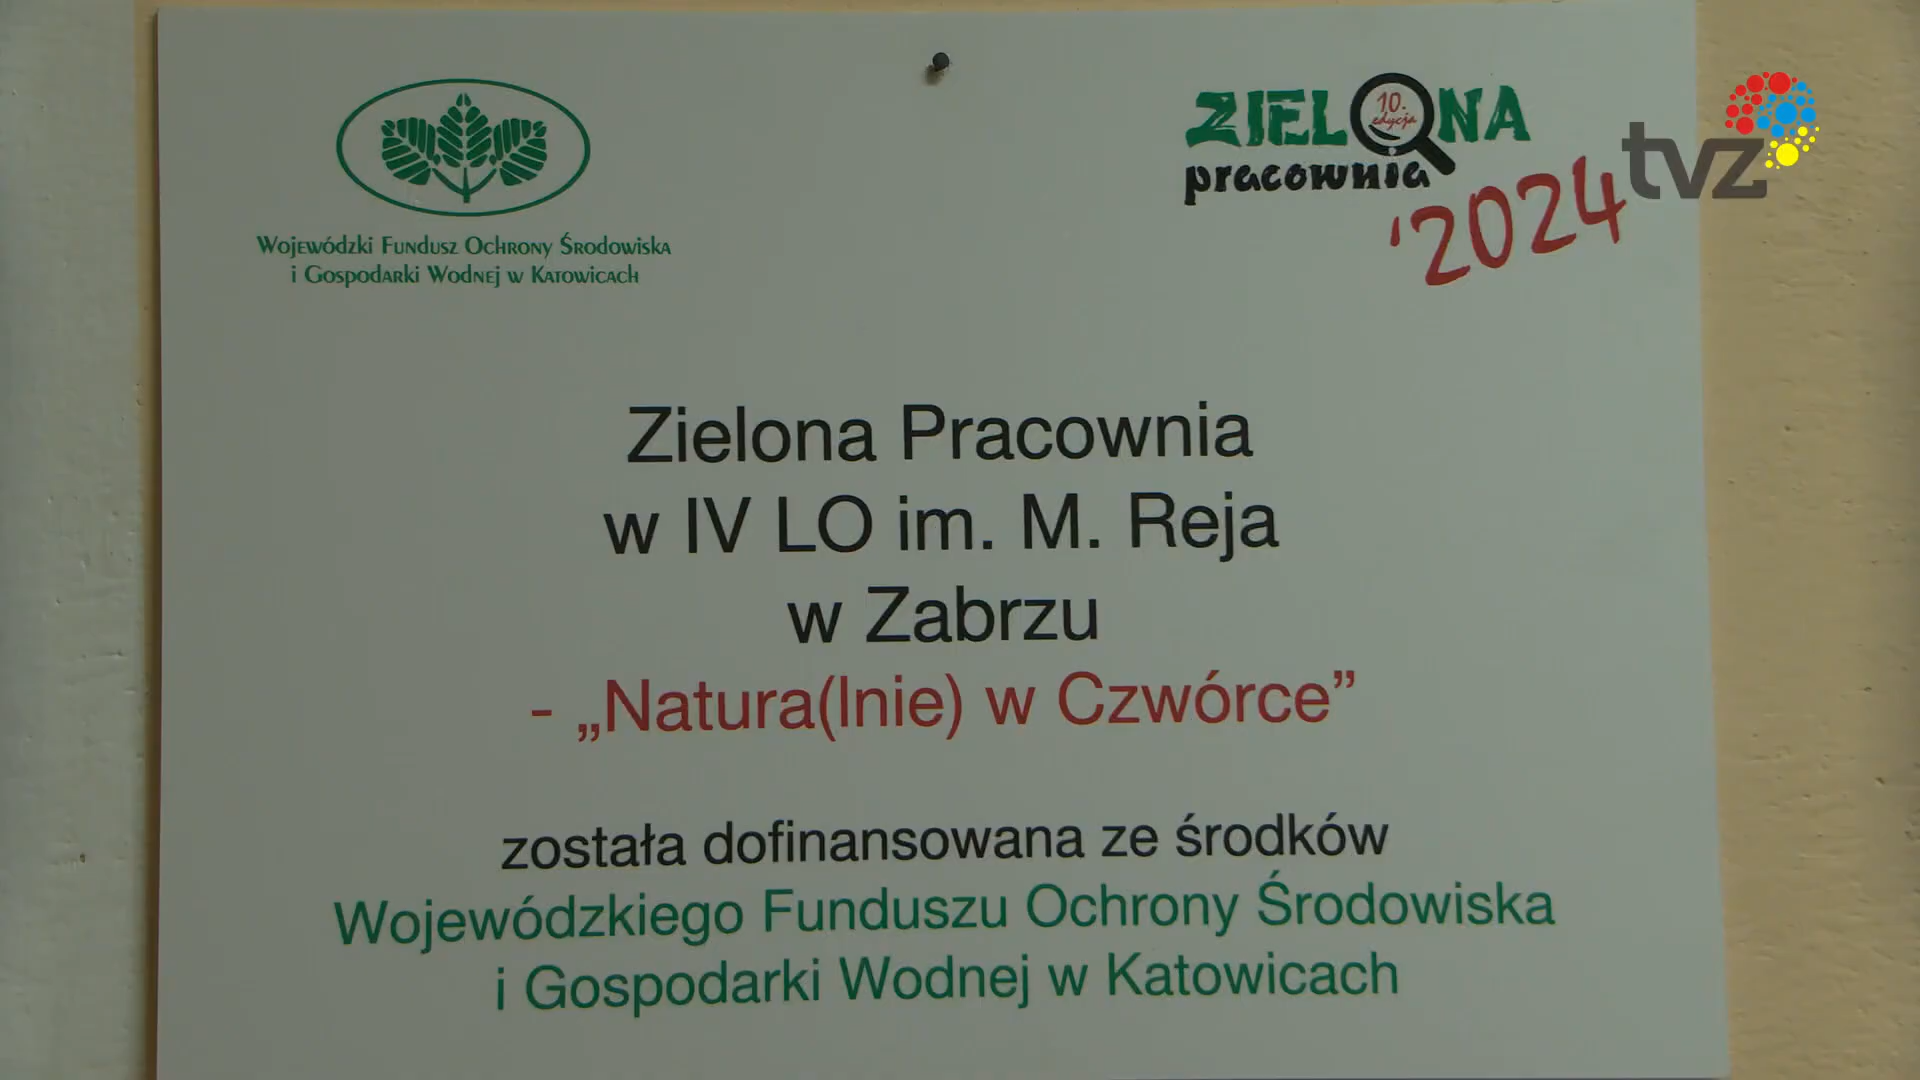 Wojewódzki Fundusz Ochrony Środowiska
i Gospodarki Wodnej w Katowicach
ZIELONA
10.
edycja
pracownia
'2024
tvz
Zielona Pracownia
w IV LO im. M. Reja
w Zabrzu
- „Natura(lnie) w Czwórce”
została dofinansowana ze środków
Wojewódzkiego Funduszu Ochrony Środowiska
i Gospodarki Wodnej w Katowicach